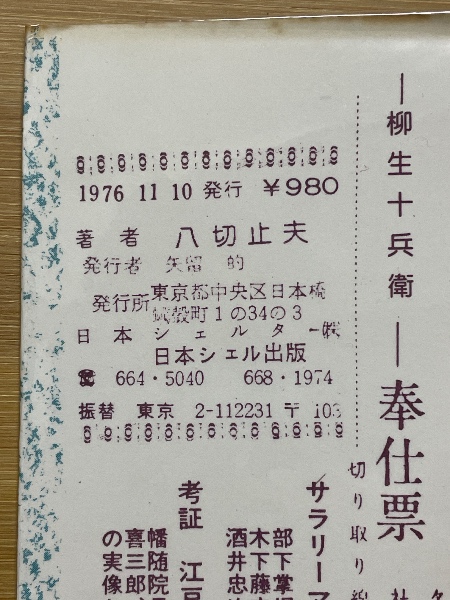 1976 11 10 発行 ¥980
著者 八切止夫
発行者 矢留 的
発行所 東京都中央区日本橋
殻町1の34の3
日本シェルター㈱
日本シェル出版
☎ 664・5040 668・1974
振替 東京 2-112231 〒103
―柳生十兵衛―奉仕票
切り取り線
サラリーマ
部下掌
木下藤
酒井忠
考証 江
幡随院
喜三郎
の実像